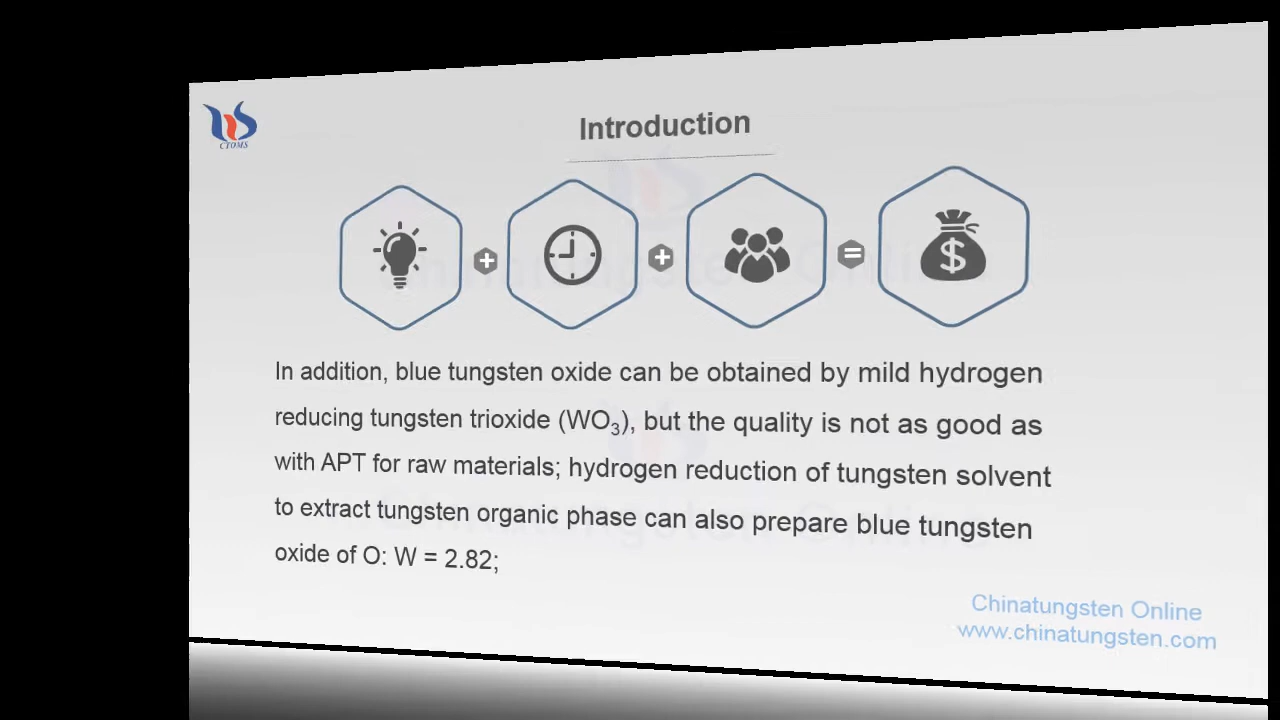 CTOMS
Introduction
In addition, blue tungsten oxide can be obtained by mild hydrogen
reducing tungsten trioxide (WO₃), but the quality is not as good as
with APT for raw materials; hydrogen reduction of tungsten solvent
to extract tungsten organic phase can also prepare blue tungsten
oxide of O: W = 2.82;
Chinatungsten Online
www.chinatungsten.com